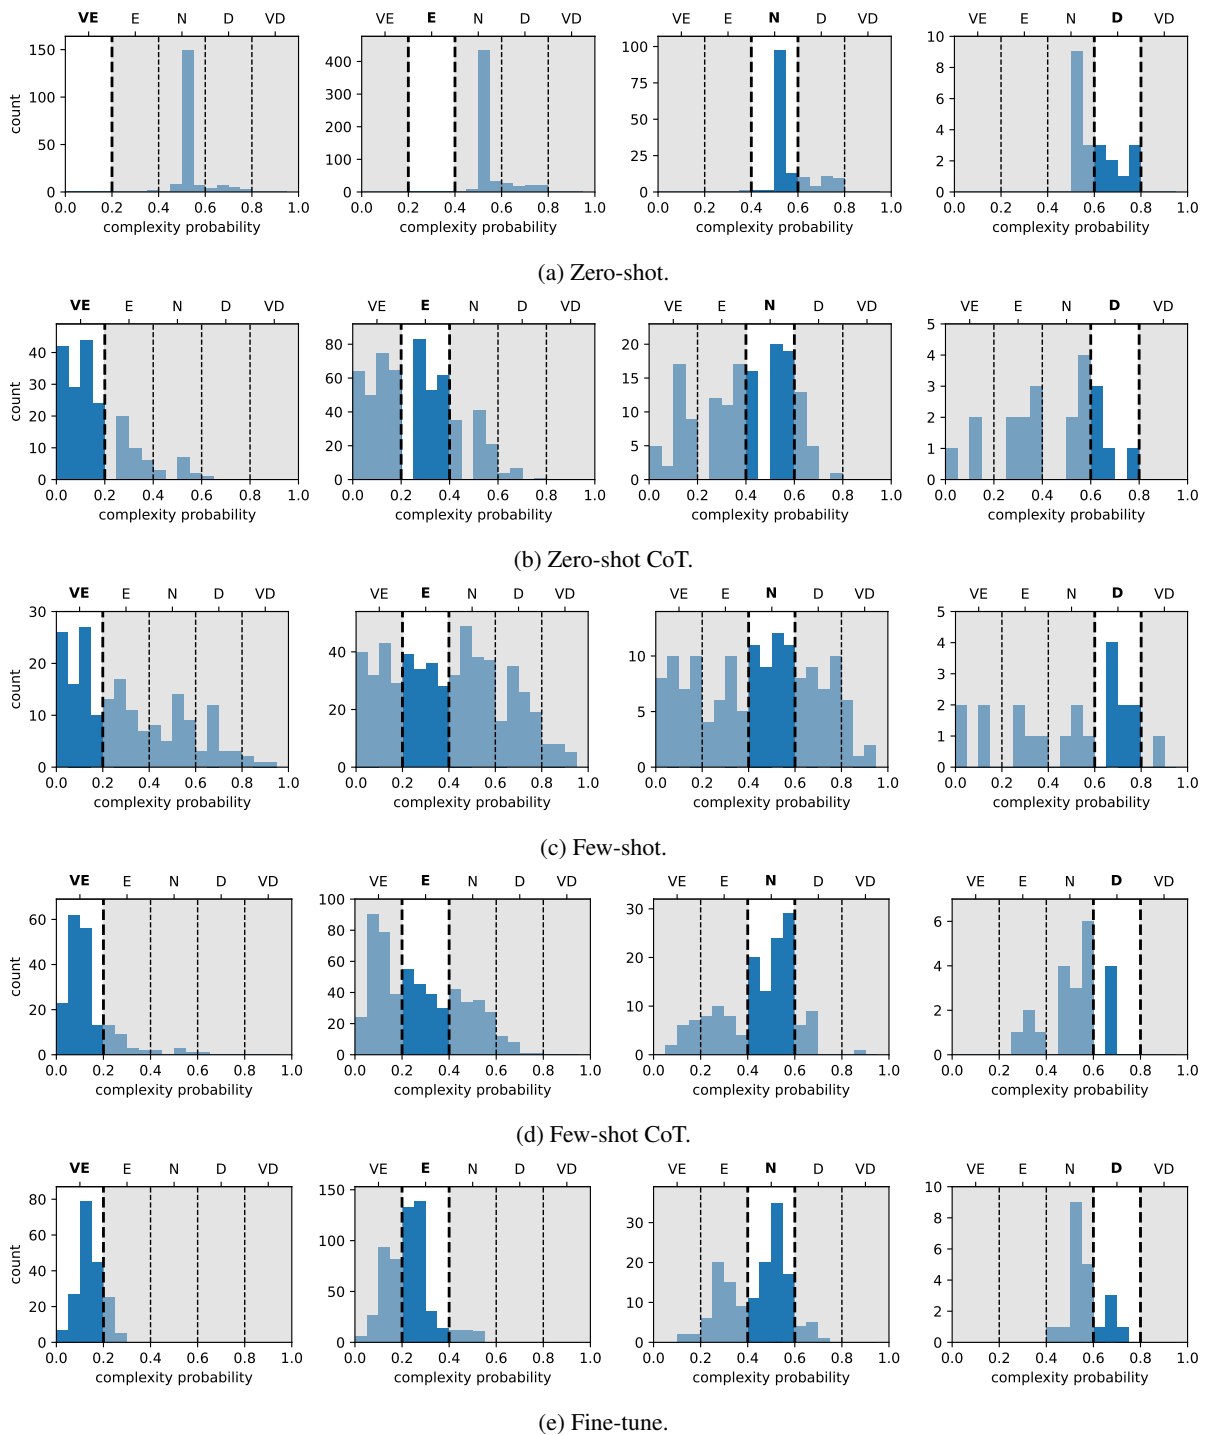 VE E N D VD VE E N D VD VE E N D VD VE E N D VD
150 400 100 10
100 300 75 8
50 200 50 6
0 100 25 4
0 0 2
0
count
0.0 0.2 0.4 0.6 0.8 1.0 0.0 0.2 0.4 0.6 0.8 1.0 0.0 0.2 0.4 0.6 0.8 1.0 0.0 0.2 0.4 0.6 0.8 1.0
complexity probability complexity probability complexity probability complexity probability
(a) Zero-shot.
VE E N D VD VE E N D VD VE E N D VD VE E N D VD
40 80 20 5
30 60 15 4
20 40 10 3
10 20 5 2
0 0 0 1
0
count
0.0 0.2 0.4 0.6 0.8 1.0 0.0 0.2 0.4 0.6 0.8 1.0 0.0 0.2 0.4 0.6 0.8 1.0 0.0 0.2 0.4 0.6 0.8 1.0
complexity probability complexity probability complexity probability complexity probability
(b) Zero-shot CoT.
VE E N D VD VE E N D VD VE E N D VD VE E N D VD
30 40 10 5
20 20 5 4
10 0 0 3
0 2
1
0
count
0.0 0.2 0.4 0.6 0.8 1.0 0.0 0.2 0.4 0.6 0.8 1.0 0.0 0.2 0.4 0.6 0.8 1.0 0.0 0.2 0.4 0.6 0.8 1.0
complexity probability complexity probability complexity probability complexity probability
(c) Few-shot.
VE E N D VD VE E N D VD VE E N D VD VE E N D VD
60 100 30 6
40 80 20 4
20 60 10 2
0 40 0 0
20
0
count
0.0 0.2 0.4 0.6 0.8 1.0 0.0 0.2 0.4 0.6 0.8 1.0 0.0 0.2 0.4 0.6 0.8 1.0 0.0 0.2 0.4 0.6 0.8 1.0
complexity probability complexity probability complexity probability complexity probability
(d) Few-shot CoT.
VE E N D VD VE E N D VD VE E N D VD VE E N D VD
80 150 30 10
60 100 20 8
40 50 10 6
20 0 0 4
0 2
0
count
0.0 0.2 0.4 0.6 0.8 1.0 0.0 0.2 0.4 0.6 0.8 1.0 0.0 0.2 0.4 0.6 0.8 1.0 0.0 0.2 0.4 0.6 0.8 1.0
complexity probability complexity probability complexity probability complexity probability
(e) Fine-tune.